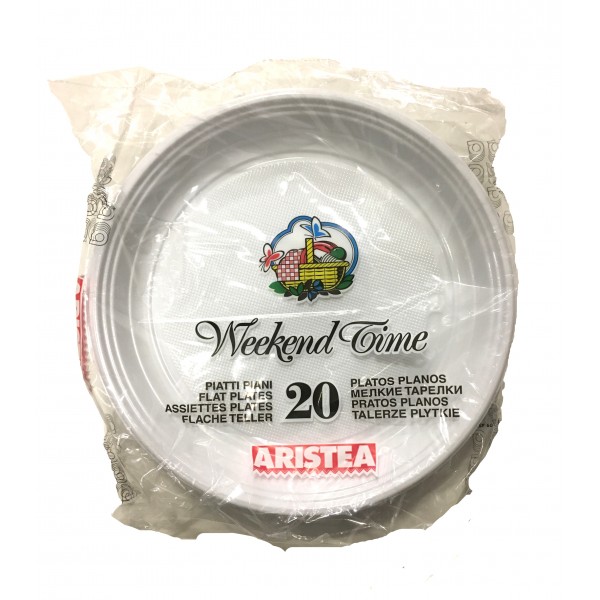 Weekend Time
PIATTI PIANI
FLAT PLATES
ASSIETTES PLATES
FLACHE TELLER
20
PLATOS PLANOS
МЕЛКИЕ ТАРЕЛКИ
PRATOS PLANOS
TALERZE PLYTKIE
ARISTEA